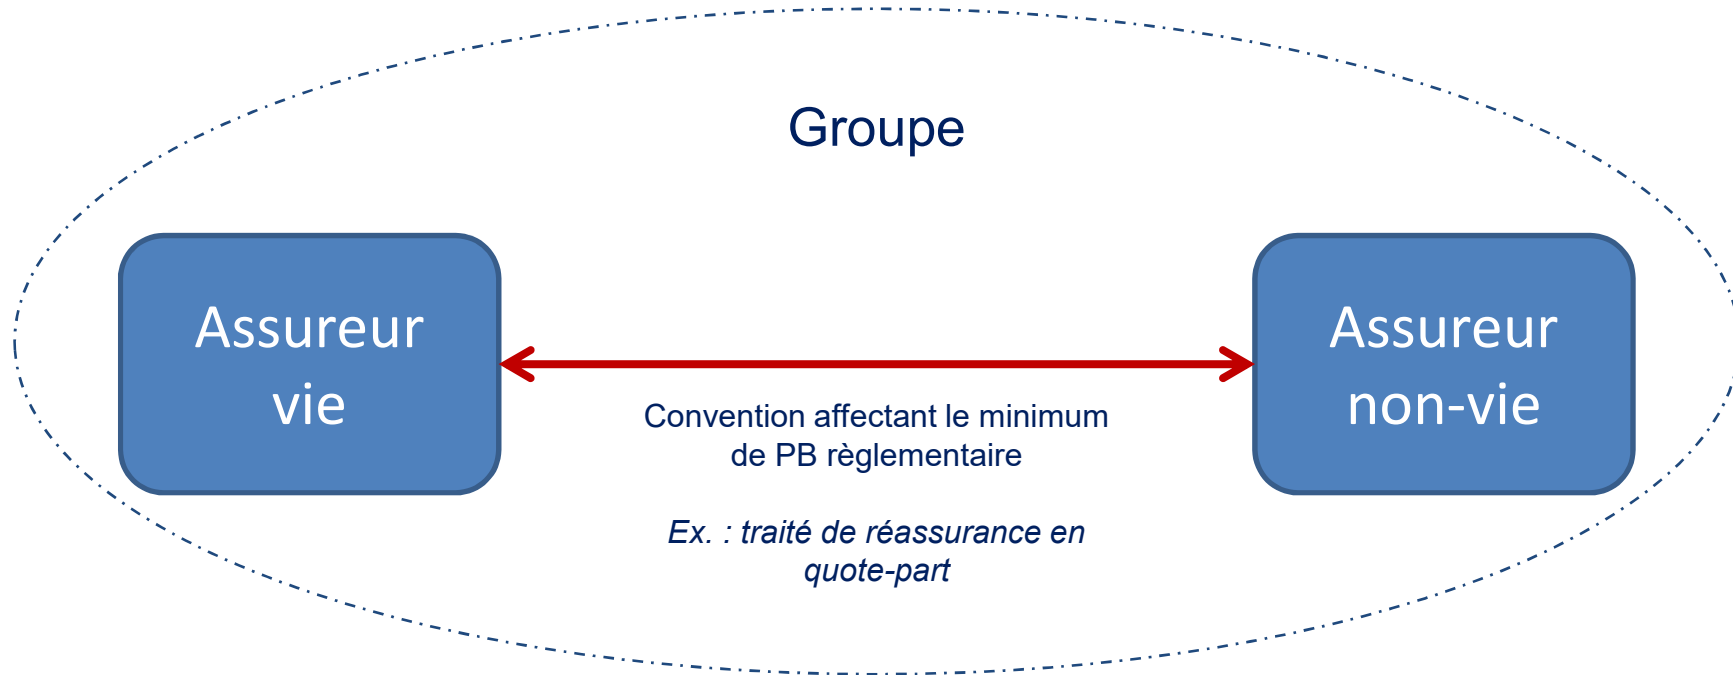 Groupe
Assureur
vie
Convention affectant le minimum
de PB règlementaire
Ex. : traité de réassurance en
quote-part
Assureur
non-vie